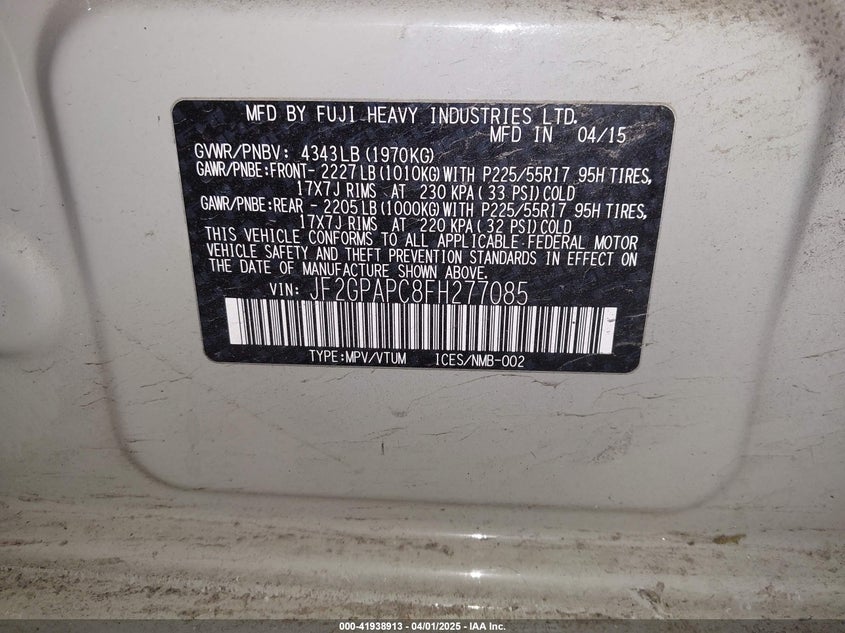 MFD BY FUJI HEAVY INDUSTRIES LTD.
MFD IN 04/15
GVWR/PNBV: 4343LB (1970KG)
GAWR/PNBE:FRONT- 2227LB (1010KG) WITH P225/55R17 95H TIRES,
17X7J RIMS AT 230 KPA ( 33 PSI) COLD
GAWR/PNBE:REAR - 2205LB (1000KG) WITH P225/55R17 95H TIRES,
17X7J RIMS AT 220 KPA ( 32 PSI) COLD
THIS VEHICLE CONFORMS TO ALL APPLICABLE FEDERAL MOTOR
VEHICLE SAFETY AND THEFT PREVENTION STANDARDS IN EFFECT ON
THE DATE OF MANUFACTURE SHOWN ABOVE.
VIN: JF2GPAPC8FH277085
TYPE:MPV/VTUM ICES/NMB-002
000-41938913 - 04/01/2025 - IAA Inc.